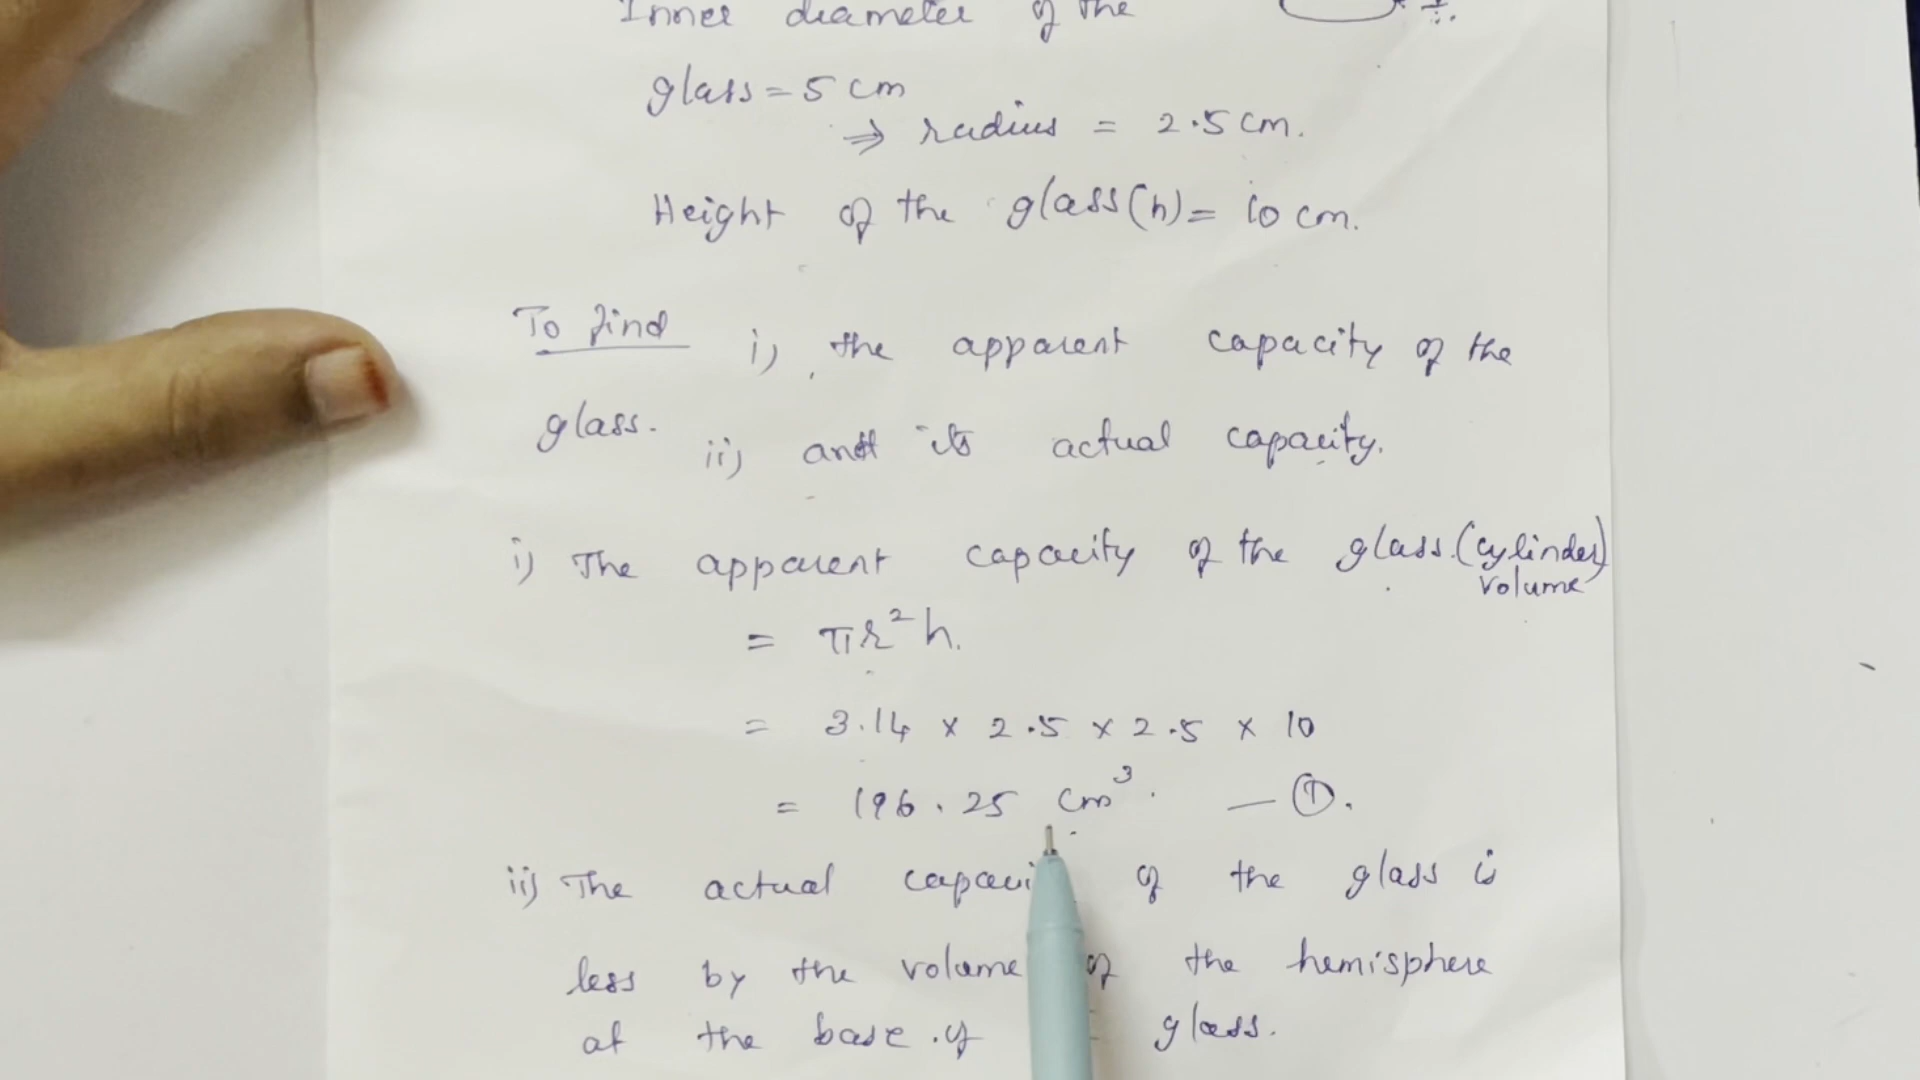 Inner diameter of the
glass = 5 cm
⇒ radius = 2.5 cm.
Height of the glass (h) = 10 cm.
To find i) the apparent capacity of the
glass. ii) and its actual capacity.
i) The apparent capacity of the glass. (cylinder)
volume
= πr²h.
= 3.14 × 2.5 × 2.5 × 10
= 196.25 cm³. — ①.
ii) The actual capaci of the glass is
less by the volume of the hemisphere
at the base of glass.